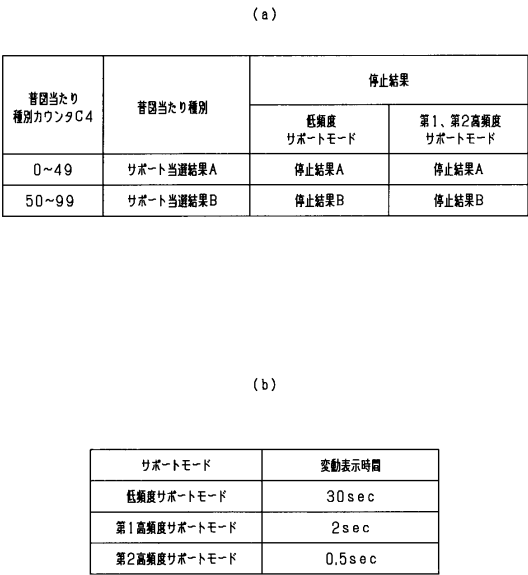 (a)
普図当たり
種別カウンタC4
普図当たり種別
停止結果
低頻度
サポートモード
第1、第2高頻度
サポートモード
0~49
サポート当選結果A
停止結果A
停止結果A
50~99
サポート当選結果B
停止結果B
停止結果B
(b)
サポートモード
変動表示時間
低頻度サポートモード
30sec
第1高頻度サポートモード
2sec
第2高頻度サポートモード
0.5sec